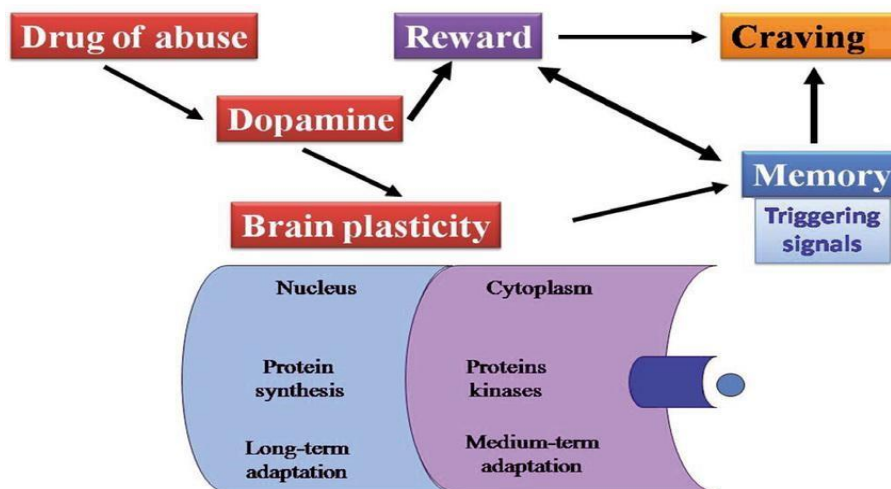 Drug of abuse
Reward
Craving
Dopamine
Memory
Triggering
signals
Brain plasticity
Nucleus
Cytoplasm
Protein
synthesis
Proteins
kinases
Long-term
adaptation
Medium-term
adaptation